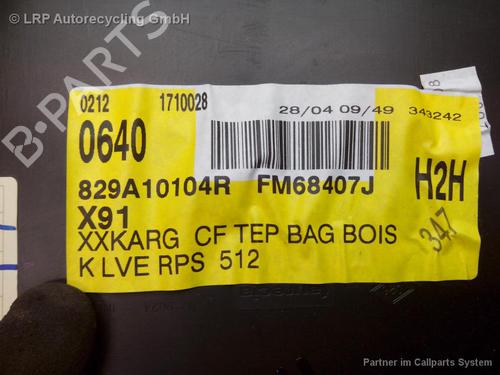 LRP Autorecycling GmbH
B-PARTS
0212 1710028
28/04 09/49 343242
0640
829A10104R FM68407J
H2H
X91
347
XXKARG CF TEP BAG BOIS
K LVE RPS 512
Partner im Callparts System